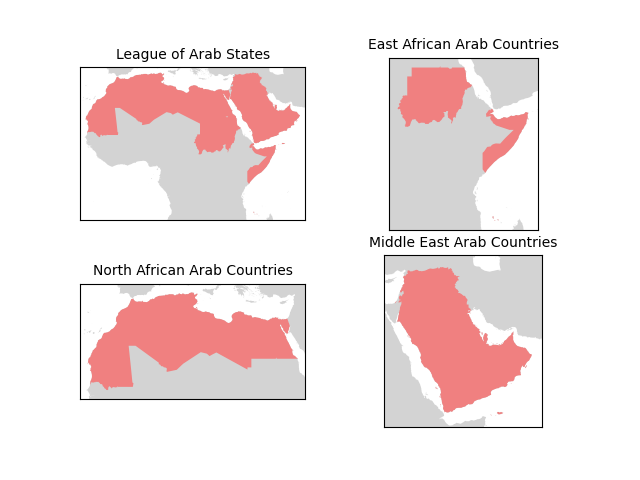 League of Arab States
East African Arab Countries
North African Arab Countries
Middle East Arab Countries